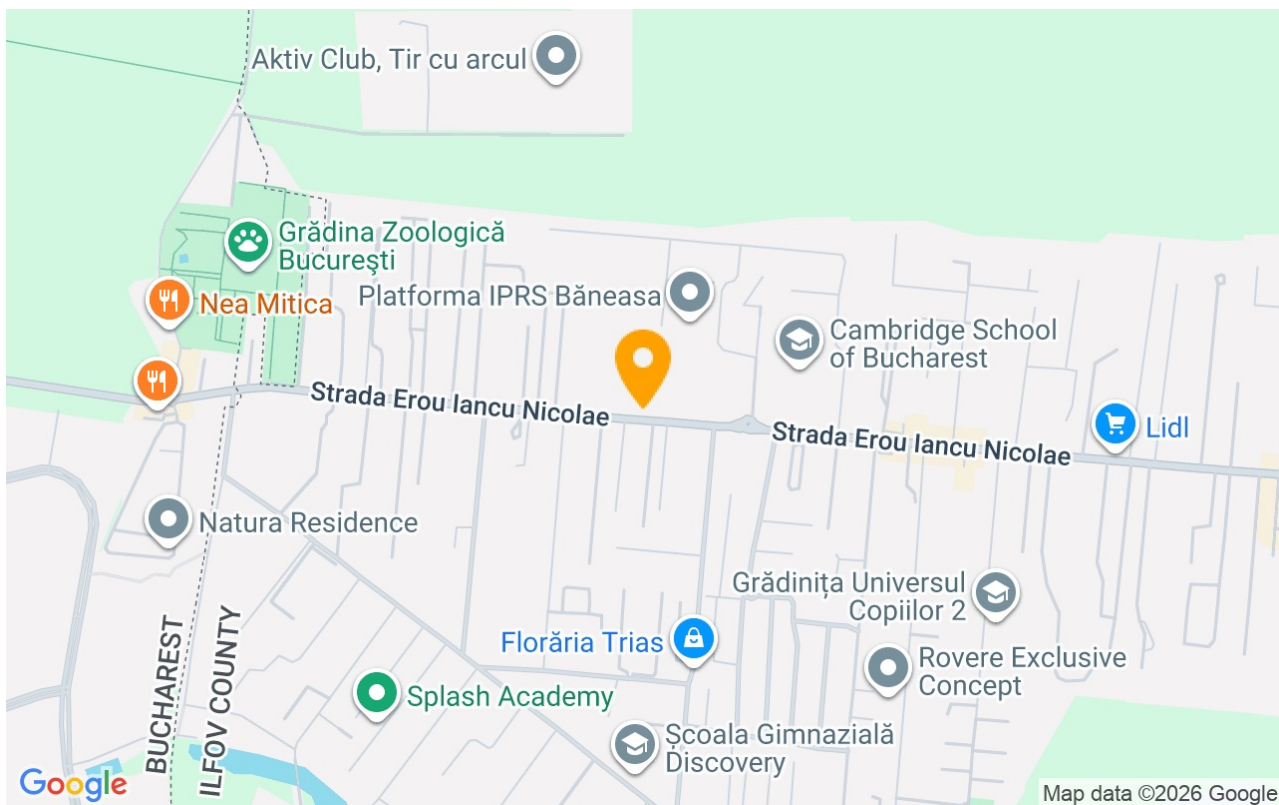 Aktiv Club, Tir cu arcul
Grădina Zoologică
București
Nea Mitica
Platforma IPRS Băneasa
Cambridge School
of Bucharest
Strada Erou Iancu Nicolae
Strada Erou Iancu Nicolae
Lidl
Natura Residence
Grădinița Universul
Copiilor 2
Florăria Trias
Rovere Exclusive
Concept
BUCHAREST
ILFOV COUNTY
Splash Academy
Școala Gimnazială
Discovery
Google
Map data ©2026 Google